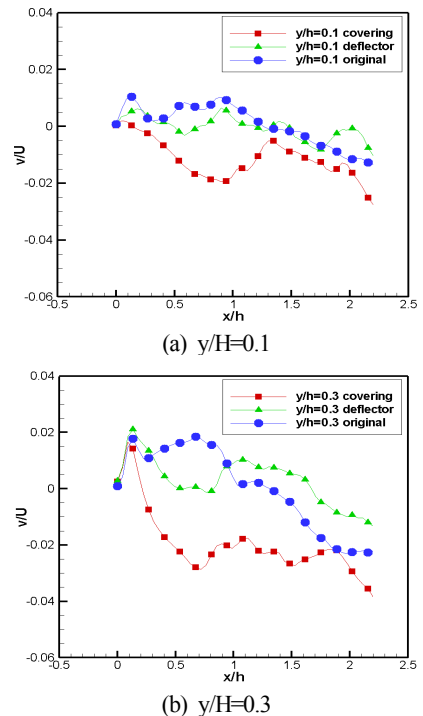 0.04
0.02
0
-0.02
-0.04
-0.06
v/U
y/h=0.1 covering
y/h=0.1 deflector
y/h=0.1 original
-0.5 0 0.5 1 1.5 2 2.5
x/h
(a) y/H=0.1
0.04
0.02
0
-0.02
-0.04
-0.06
v/U
y/h=0.3 covering
y/h=0.3 deflector
y/h=0.3 original
-0.5 0 0.5 1 1.5 2 2.5
x/h
(b) y/H=0.3